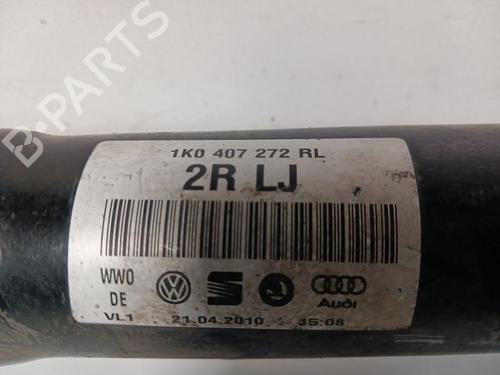 1K0 407 272 RL
2R LJ
WW0
DE
Audi
VL1 21.04.2010 35:08
B-PARTS